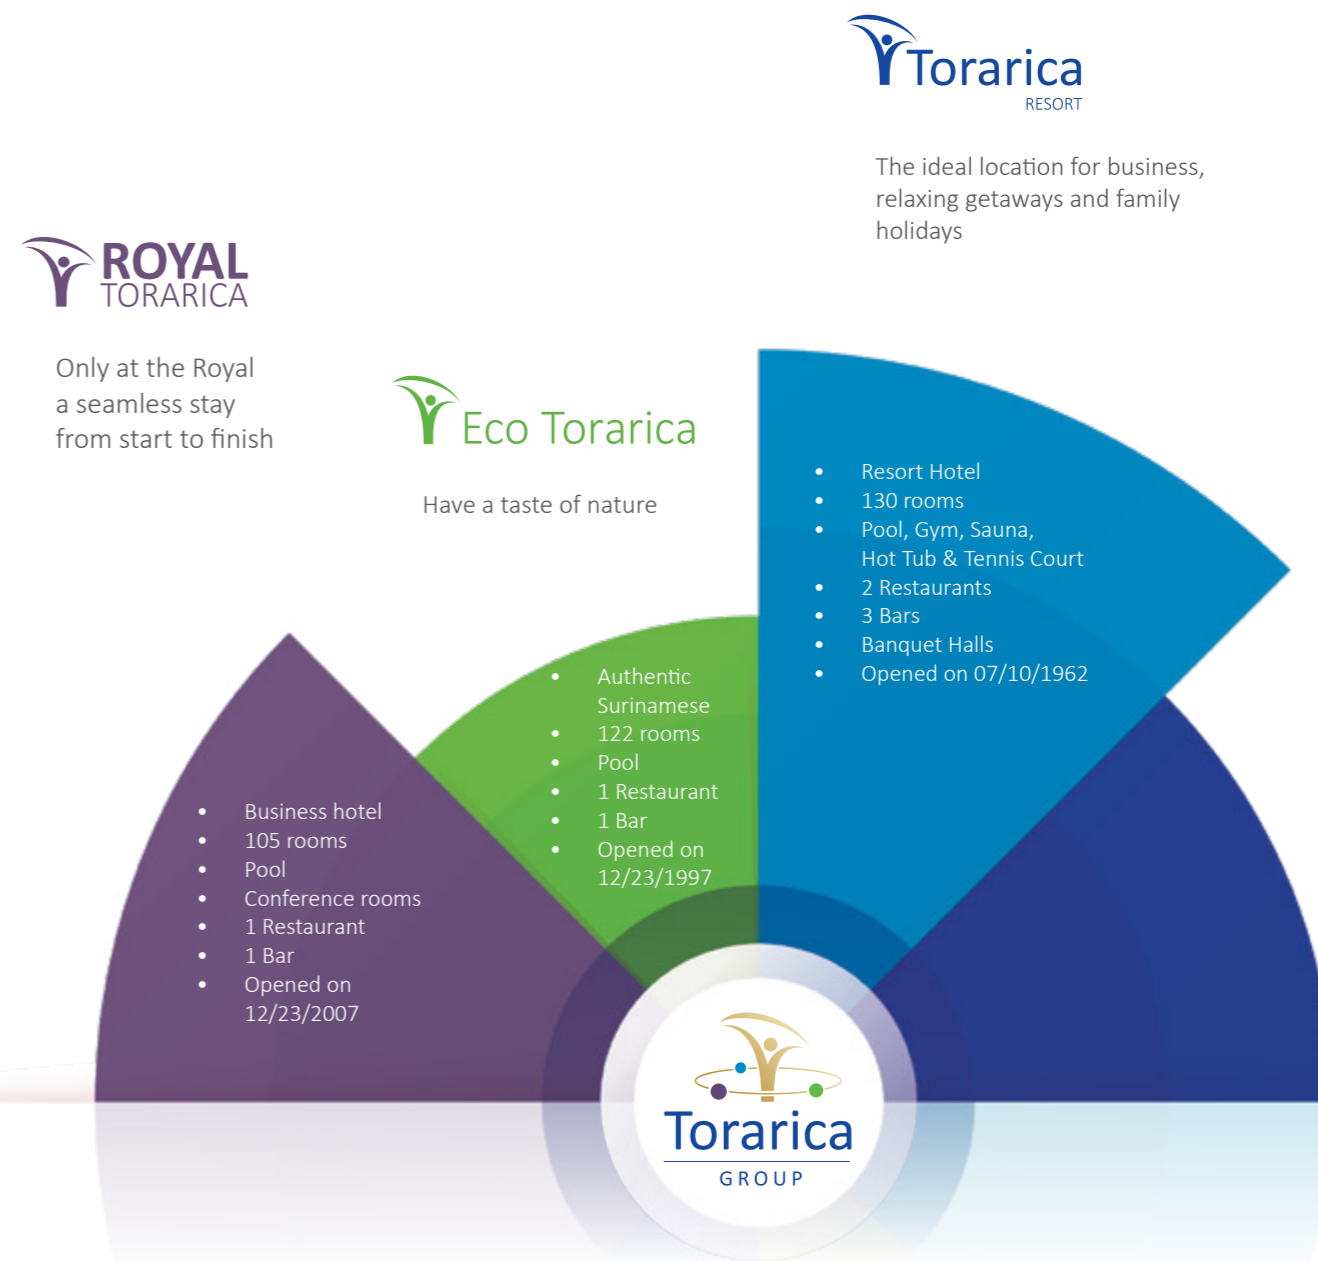 Torarica
RESORT
The ideal location for business,
relaxing getaways and family
holidays
ROYAL
TORARICA
Only at the Royal
a seamless stay
from start to finish
Eco Torarica
Have a taste of nature
• Resort Hotel
• 130 rooms
• Pool, Gym, Sauna,
Hot Tub & Tennis Court
• 2 Restaurants
• 3 Bars
• Banquet Halls
• Opened on 07/10/1962
• Authentic
Surinamese
• 122 rooms
• Pool
• 1 Restaurant
• 1 Bar
• Opened on
12/23/1997
• Business hotel
• 105 rooms
• Pool
• Conference rooms
• 1 Restaurant
• 1 Bar
• Opened on
12/23/2007
Torarica
GROUP